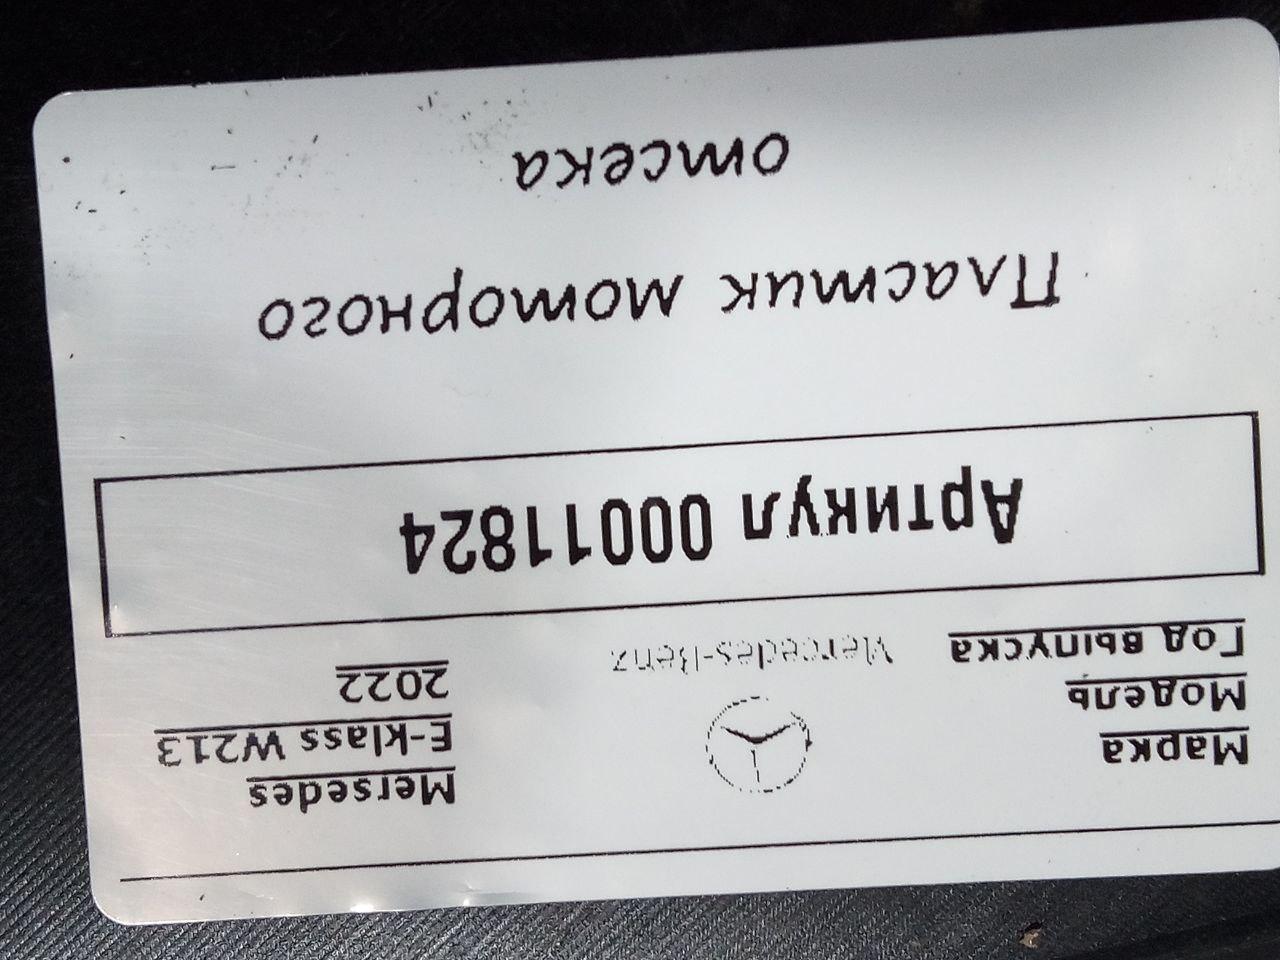 Марка Mersedes
Модель E-klass W213
Год выпуска 2022
Mercedes-Benz
Артикул 00011824
Пластик моторного
отсека